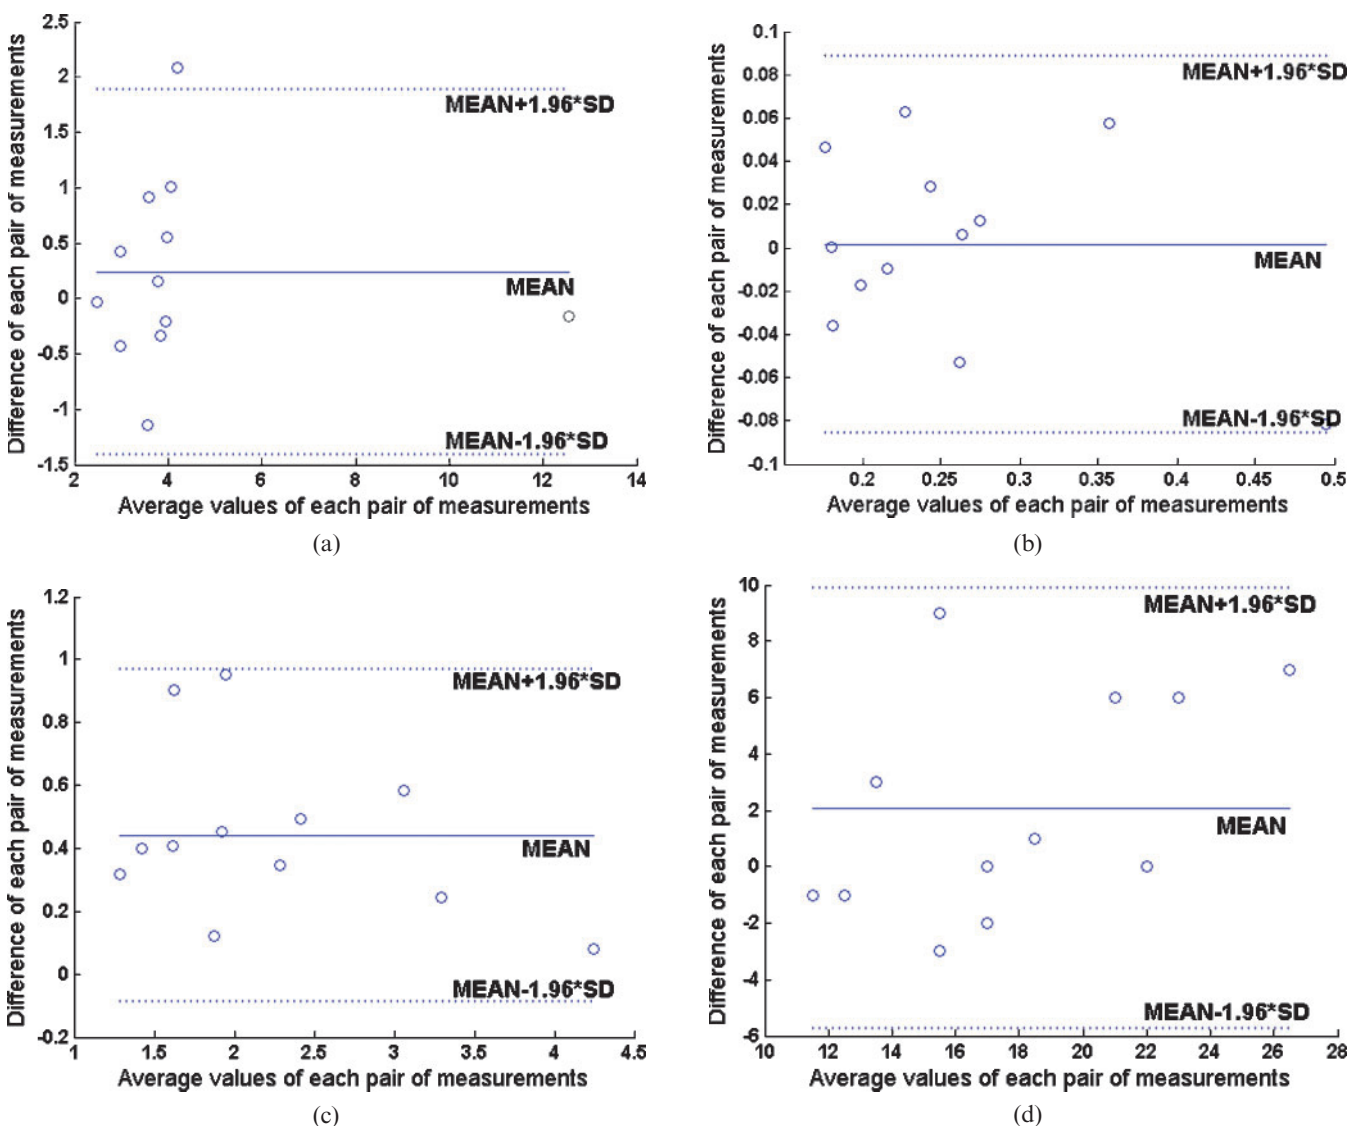 2.5
2
1.5
1
0.5
0
-0.5
-1
-1.5
2 4 6 8 10 12 14
Difference of each pair of measurements
MEAN+1.96*SD
MEAN
MEAN-1.96*SD
Average values of each pair of measurements
(a)
0.1
0.08
0.06
0.04
0.02
0
-0.02
-0.04
-0.06
-0.08
-0.1
0.2 0.25 0.3 0.35 0.4 0.45 0.5
Difference of each pair of measurements
MEAN+1.96*SD
MEAN
MEAN-1.96*SD
Average values of each pair of measurements
(b)
1.2
1
0.8
0.6
0.4
0.2
0
-0.2
1 1.5 2 2.5 3 3.5 4 4.5
Difference of each pair of measurements
MEAN+1.96*SD
MEAN
MEAN-1.96*SD
Average values of each pair of measurements
(c)
10
8
6
4
2
0
-2
-4
-6
10 12 14 16 18 20 22 24 26 28
Difference of each pair of measurements
MEAN+1.96*SD
MEAN
MEAN-1.96*SD
Average values of each pair of measurements
(d)